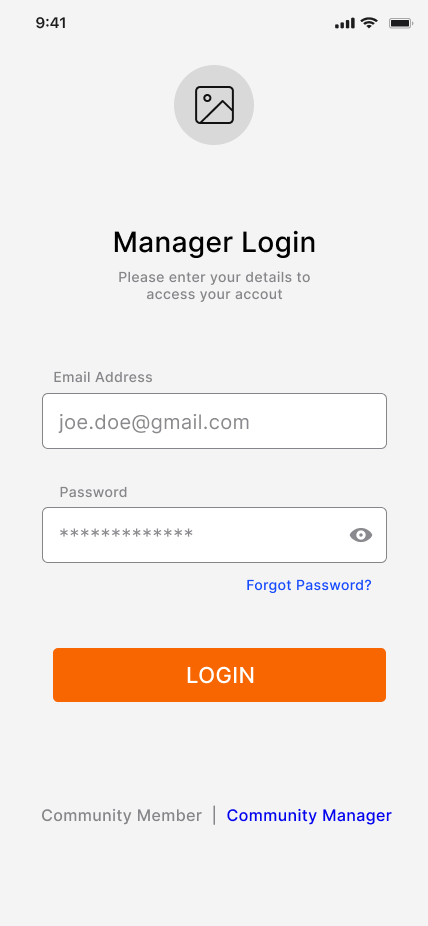 9:41
Manager Login
Please enter your details to
access your accout
Email Address
joe.doe@gmail.com
Password
*************
Forgot Password?
LOGIN
Community Member | Community Manager